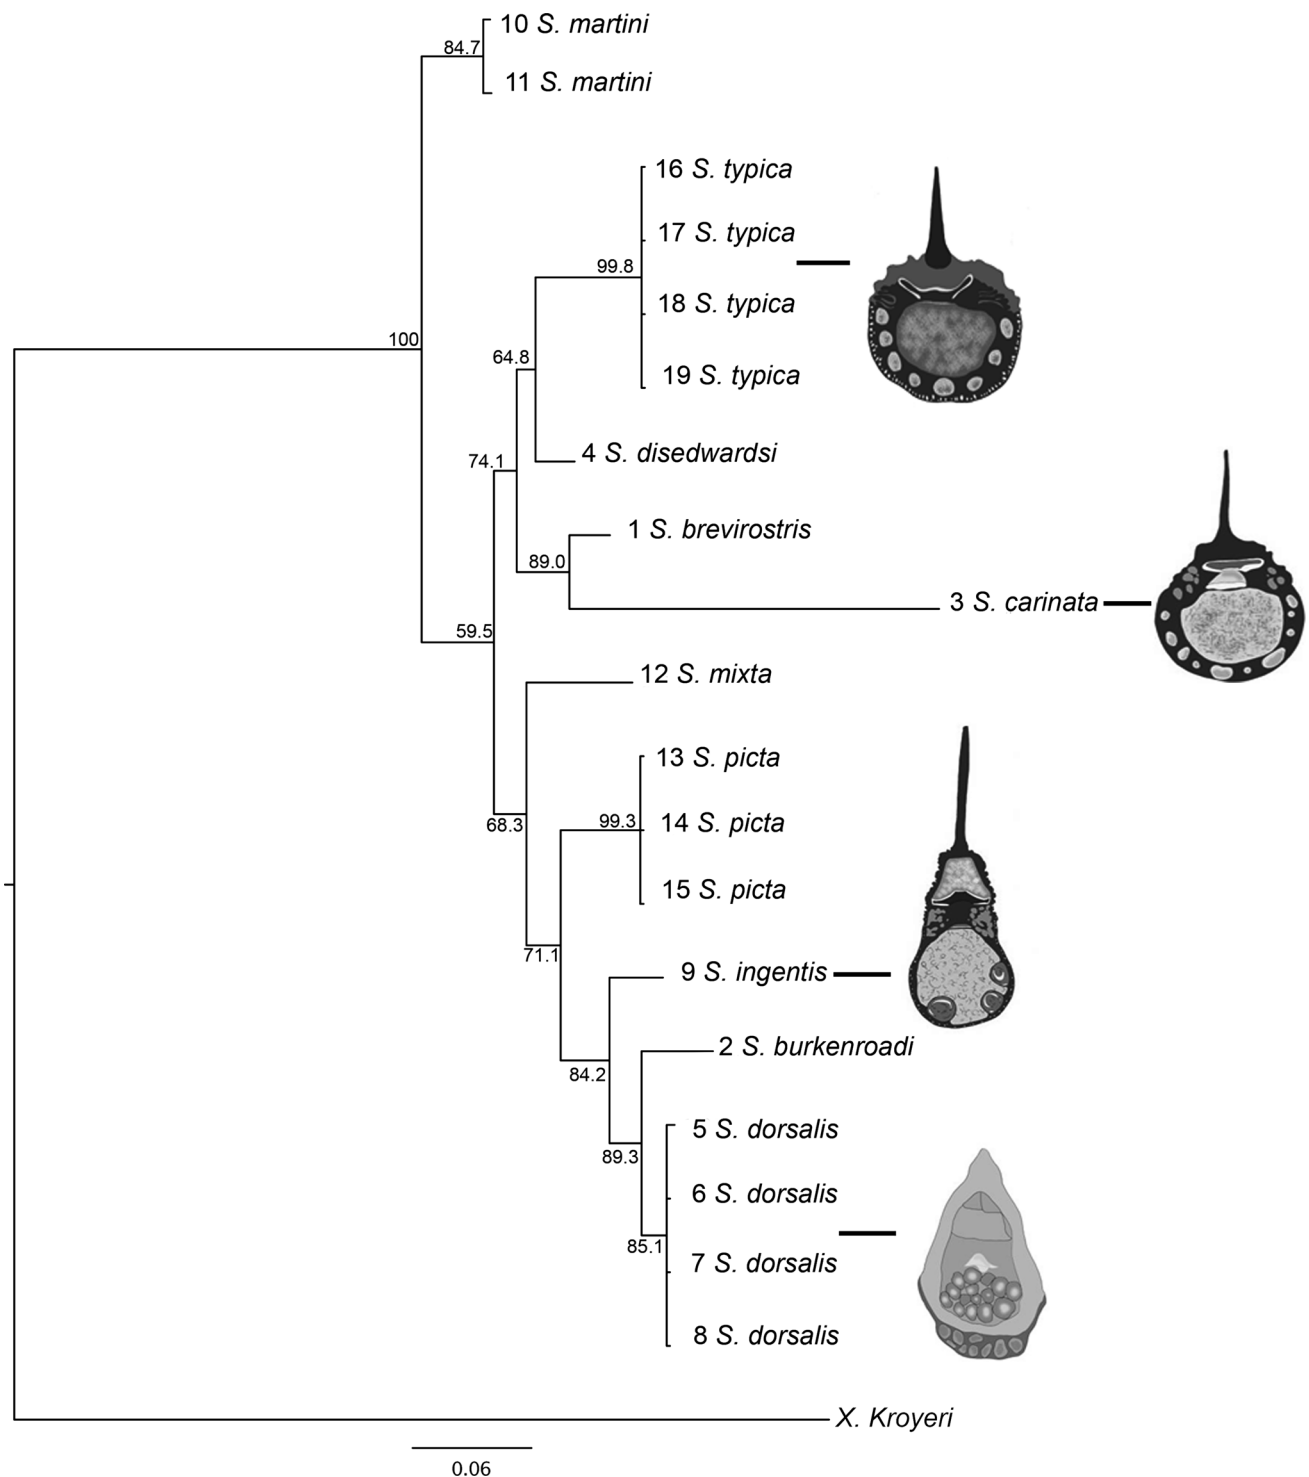 10 S. martini
84.7
11 S. martini
16 S. typica
17 S. typica
99.8
18 S. typica
100
64.8
19 S. typica
4 S. disedwardsi
74.1
1 S. brevirostris
89.0
3 S. carinata
59.5
12 S. mixta
13 S. picta
68.3
99.3
14 S. picta
15 S. picta
71.1
9 S. ingentis
2 S. burkenroadi
84.2
5 S. dorsalis
89.3
6 S. dorsalis
85.1
7 S. dorsalis
8 S. dorsalis
X. Kroyeri
0.06